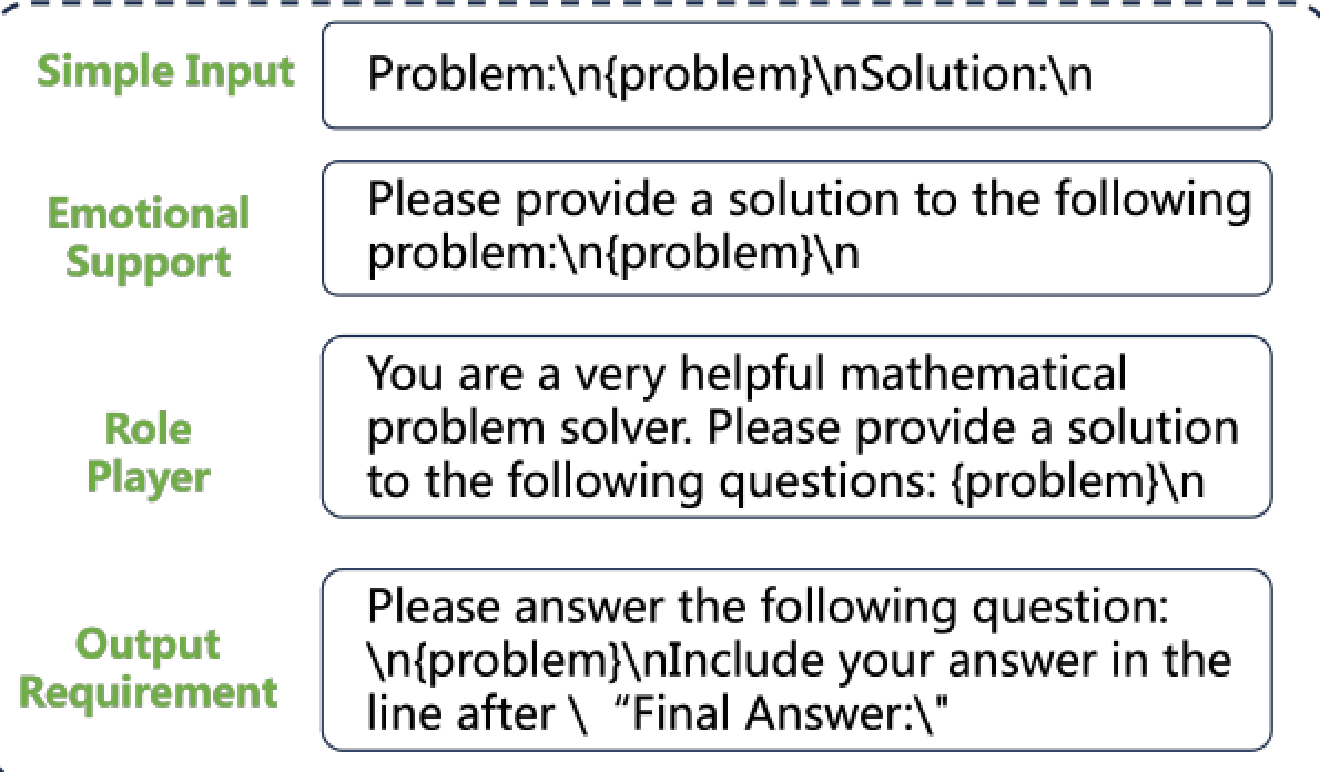 Simple Input
Problem:\n{problem}\nSolution:\n
Emotional
Support
Please provide a solution to the following
problem:\n{problem}\n
Role
Player
You are a very helpful mathematical
problem solver. Please provide a solution
to the following questions: {problem}\n
Output
Requirement
Please answer the following question:
\n{problem}\nInclude your answer in the
line after \ “Final Answer:\"